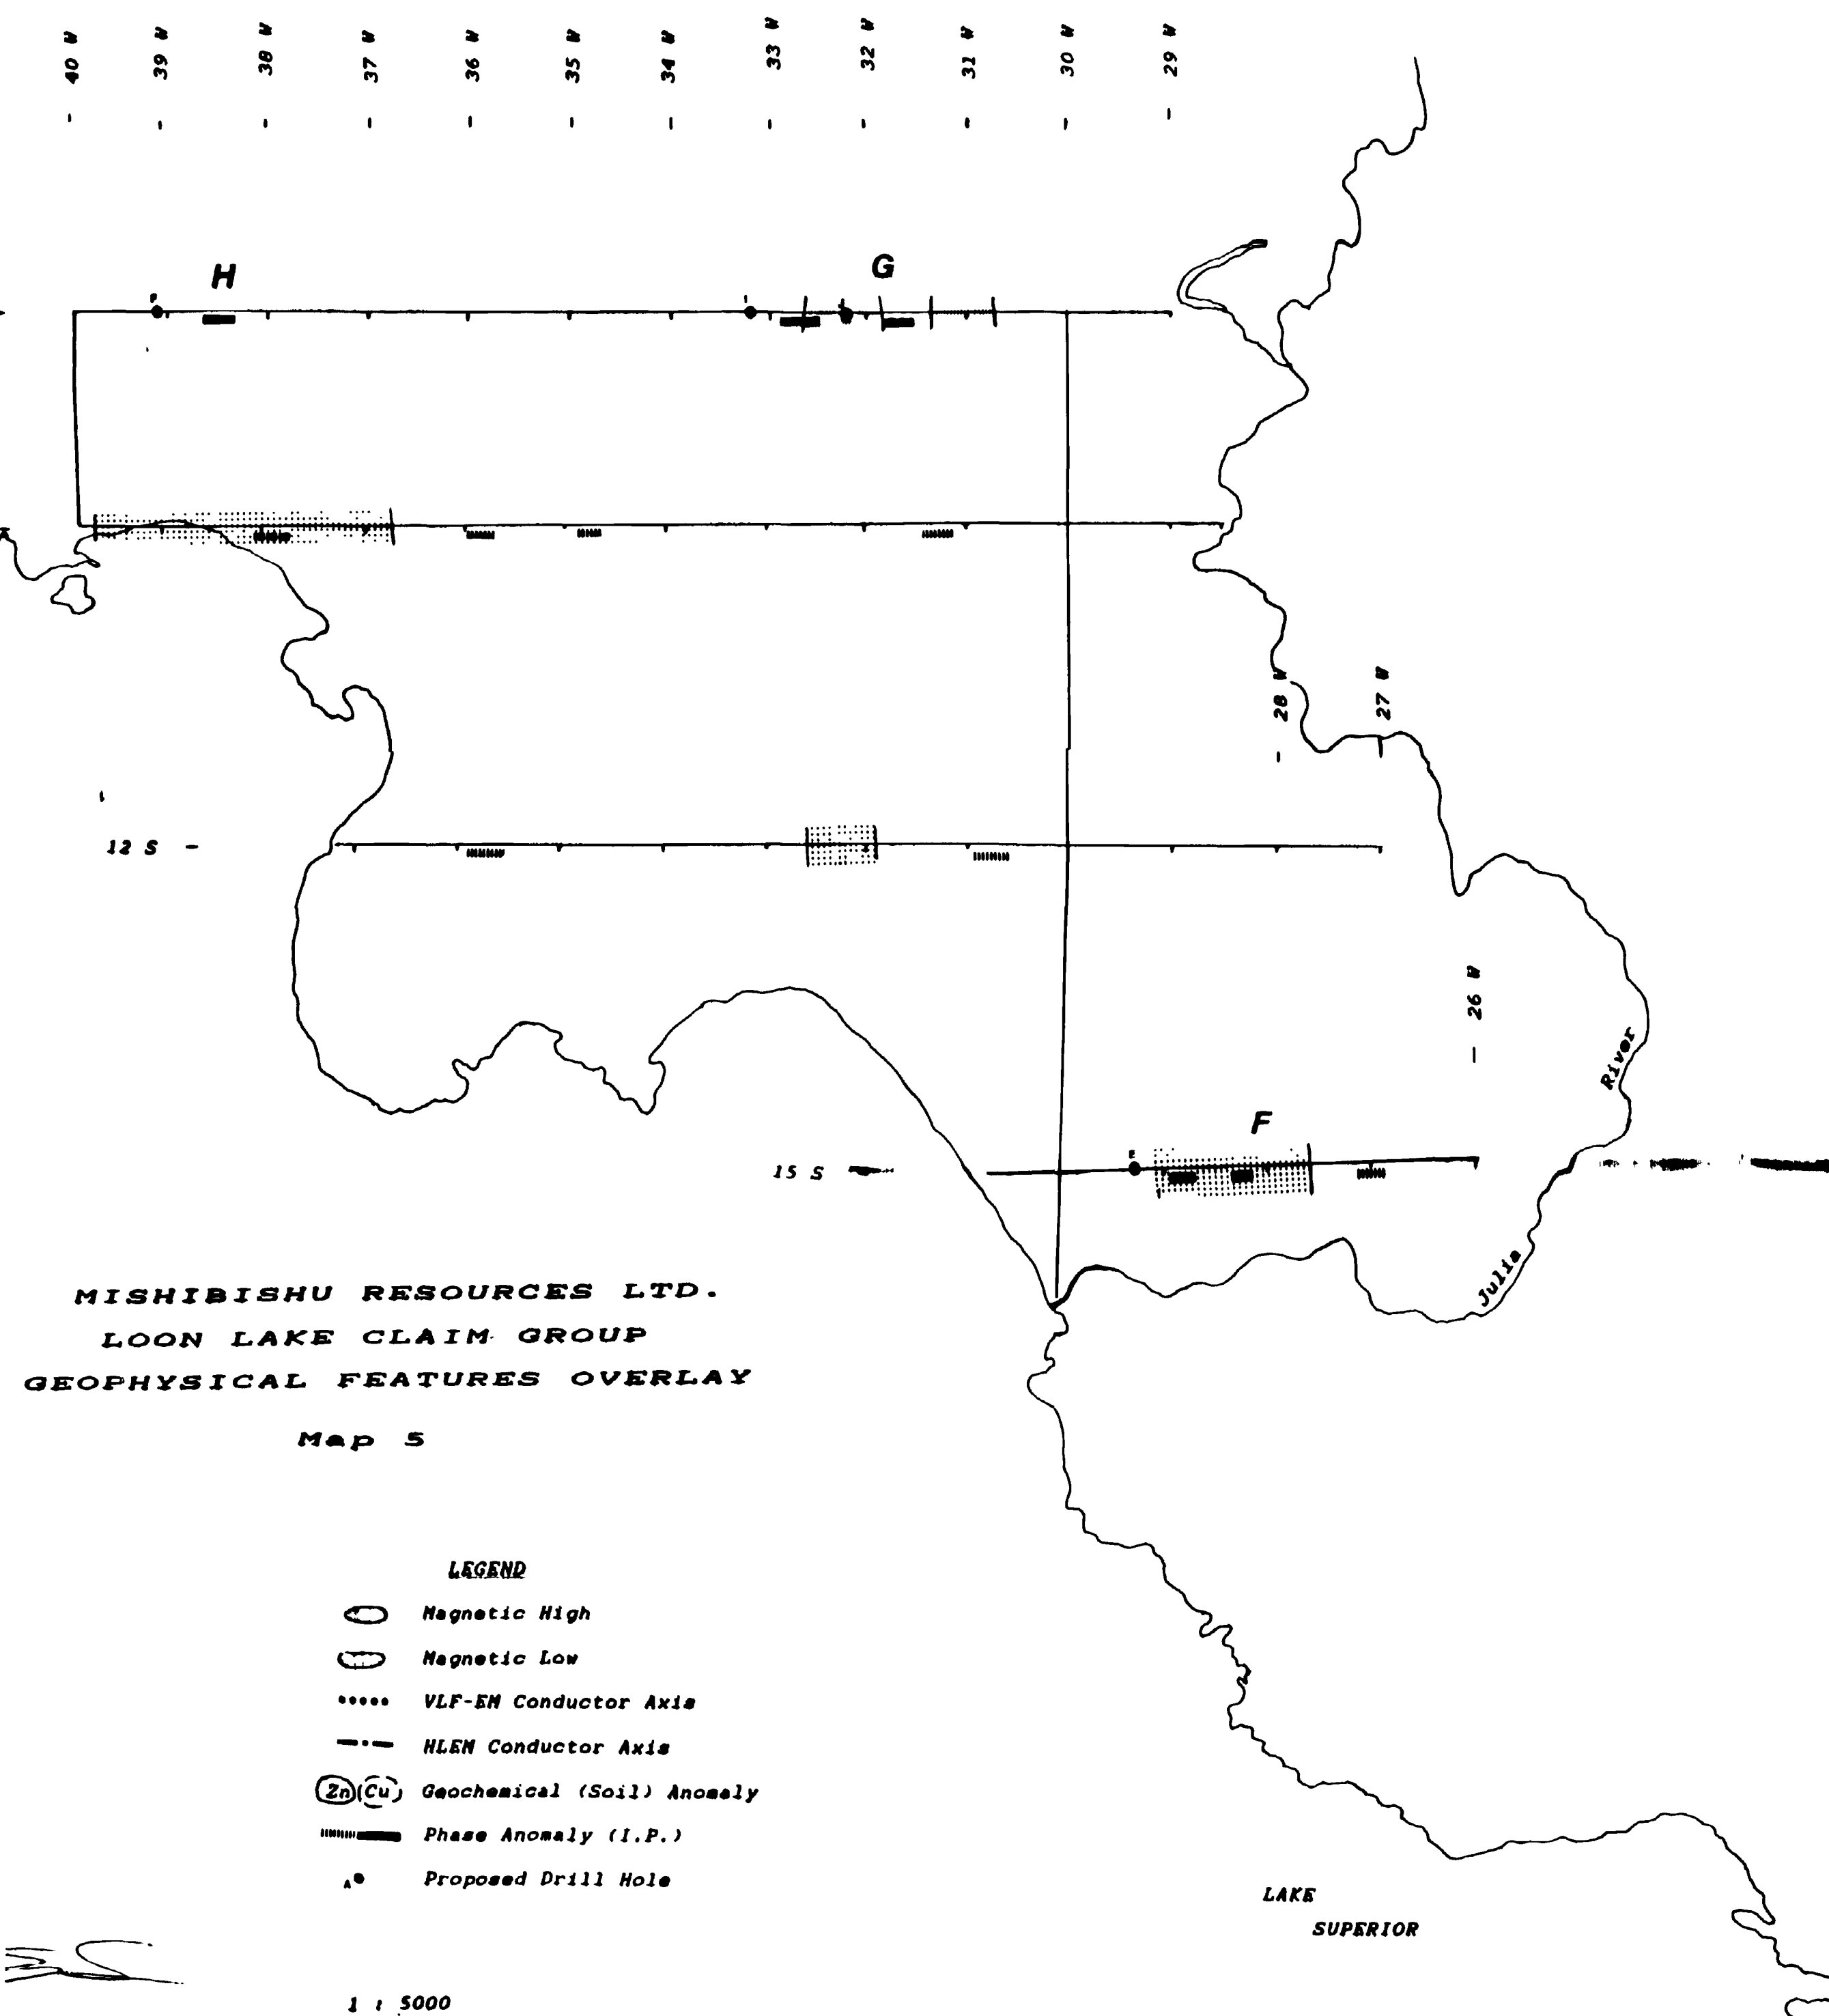 - 40 W
- 39 W
- 38 W
- 37 W
- 36 W
- 35 W
- 34 W
- 33 W
- 32 W
- 31 W
- 30 W
- 29 W
H
G
- 28 W
27 W
12 S -
- 26 W
River
F
E
15 S
Julia
MISHIBISHU RESOURCES LTD.
LOON LAKE CLAIM GROUP
GEOPHYSICAL FEATURES OVERLAY
Map 5
LEGEND
Magnetic High
Magnetic Low
VLF-EM Conductor Axis
HLEM Conductor Axis
Zn (Cu) Geochemical (Soil) Anomaly
Phase Anomaly (I.P.)
A Proposed Drill Hole
LAKE
SUPERIOR
1 : 5000